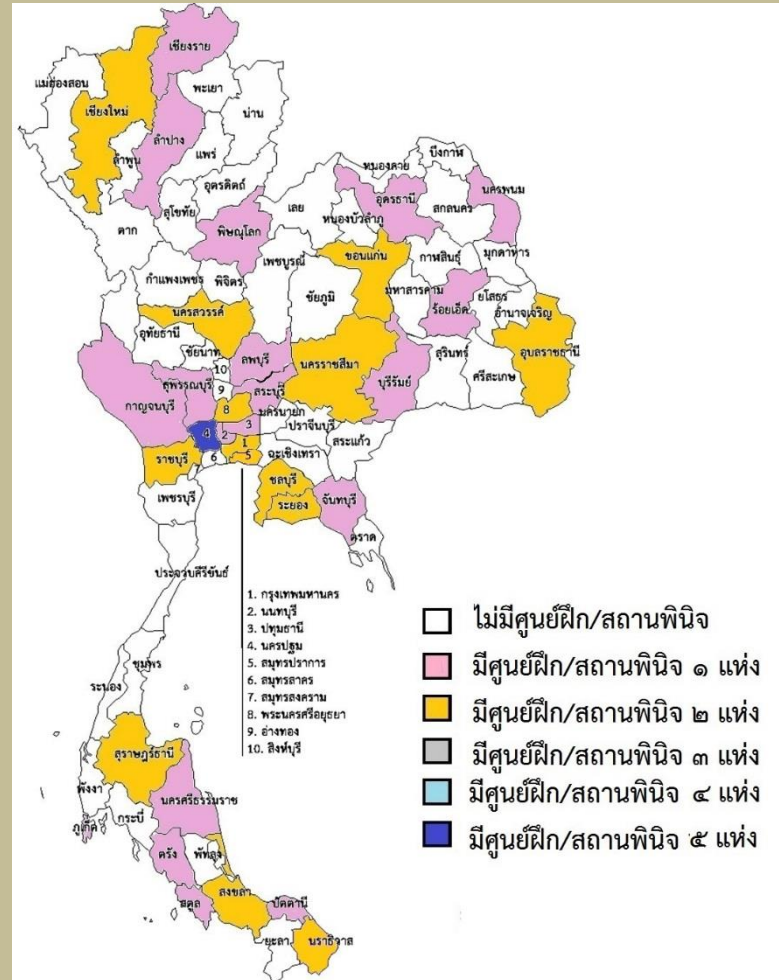 เชียงราย
แม่ฮ่องสอน
พะเยา
เชียงใหม่
น่าน
ลำปาง
แพร่
ลำพูน
อุตรดิตถ์
สุโขทัย
ตาก
พิษณุโลก
กำแพงเพชร
พิจิตร
เพชรบูรณ์
เลย
หนองคาย
บึงกาฬ
อุดรธานี
หนองบัวลำภู
สกลนคร
นครพนม
ขอนแก่น
กาฬสินธุ์
มุกดาหาร
มหาสารคาม
ร้อยเอ็ด
ยโสธร
อำนาจเจริญ
ชัยภูมิ
อุบลราชธานี
ศรีสะเกษ
สุรินทร์
บุรีรัมย์
นครราชสีมา
นครสวรรค์
อุทัยธานี
ชัยนาท
10
ลพบุรี
สุพรรณบุรี
9
สระบุรี
กาญจนบุรี
8
นครนายก
ปราจีนบุรี
4
2
3
1
สระแก้ว
ฉะเชิงเทรา
5
6
7
ราชบุรี
ชลบุรี
ระยอง
จันทบุรี
ตราด
เพชรบุรี
ประจวบคีรีขันธ์
1. กรุงเทพมหานคร
2. นนทบุรี
3. ปทุมธานี
4. นครปฐม
5. สมุทรปราการ
6. สมุทรสาคร
7. สมุทรสงคราม
8. พระนครศรีอยุธยา
9. อ่างทอง
10. สิงห์บุรี
ชุมพร
ระนอง
สุราษฎร์ธานี
พังงา
นครศรีธรรมราช
กระบี่
ภูเก็ต
ตรัง
พัทลุง
สงขลา
สตูล
ปัตตานี
ยะลา
นราธิวาส
ไม่มีศูนย์ฝึก/สถานพินิจ
มีศูนย์ฝึก/สถานพินิจ ๑ แห่ง
มีศูนย์ฝึก/สถานพินิจ ๒ แห่ง
มีศูนย์ฝึก/สถานพินิจ ๓ แห่ง
มีศูนย์ฝึก/สถานพินิจ ๔ แห่ง
มีศูนย์ฝึก/สถานพินิจ ๕ แห่ง